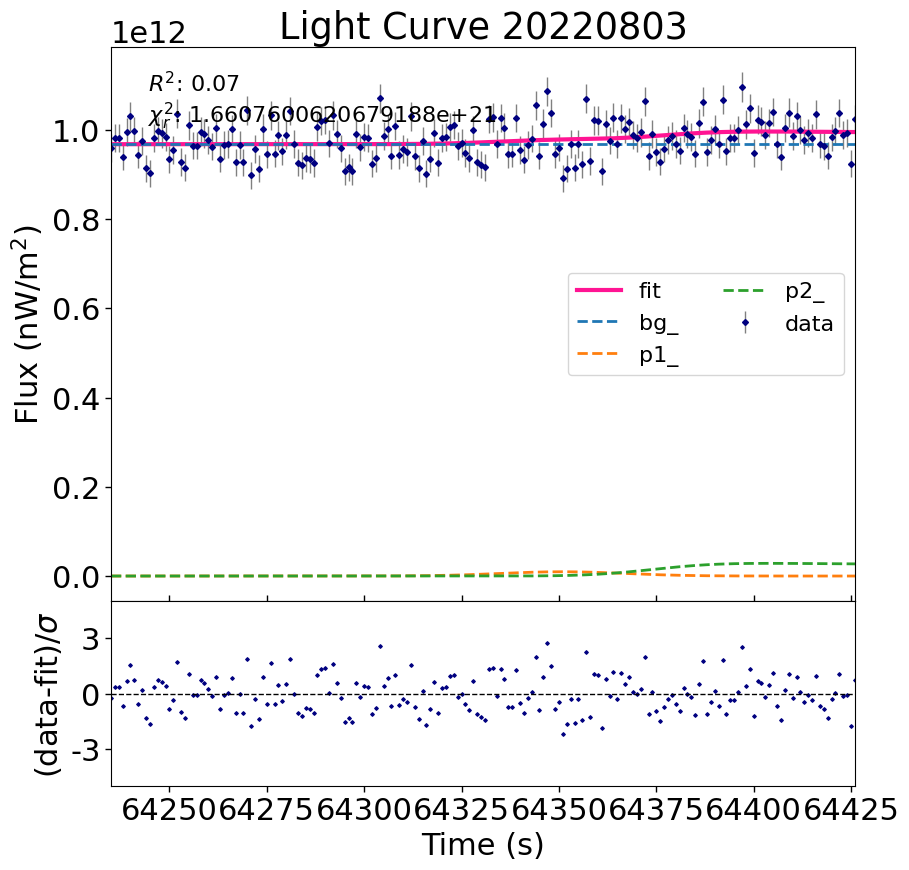 Light Curve 20220803
1e12
R²: 0.07
χ²ᵣ: 1.6607600620679188e+21
1.0
0.8
0.6
0.4
0.2
0.0
Flux (nW/m²)
fit
bg_
p1_
p2_
data
3
0
-3
(data-fit)/σ
64250
64275
64300
64325
64350
64375
64400
64425
Time (s)